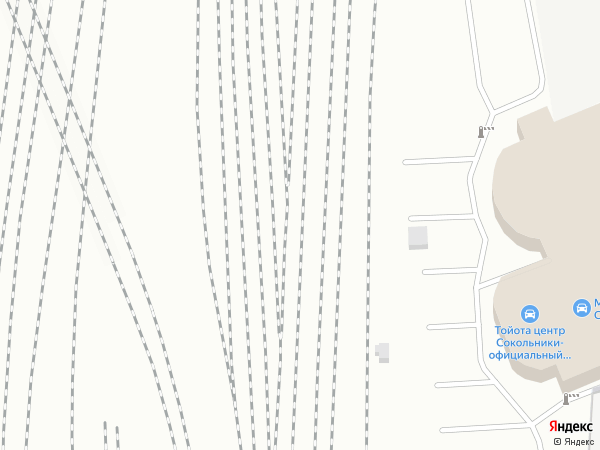 М
С
Тойота центр
Сокольники-
официальный...
Яндекс
© Яндекс